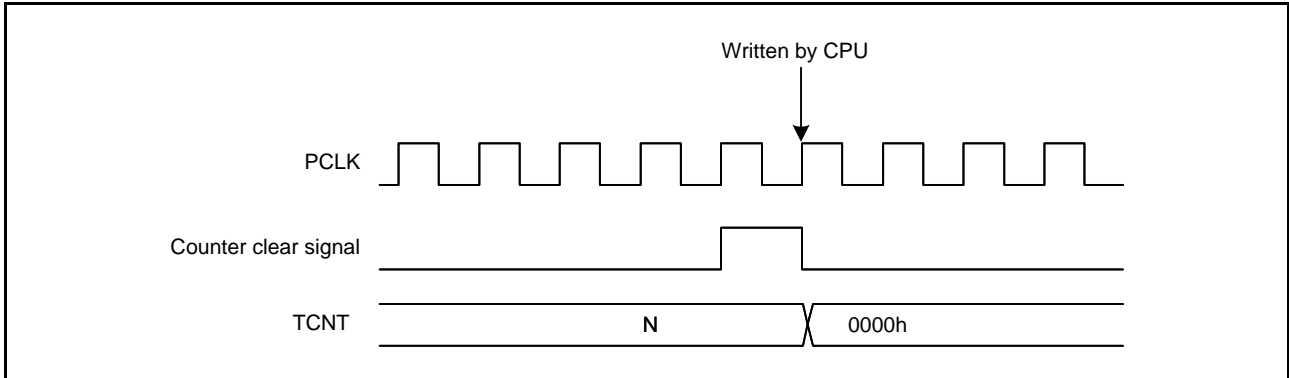 Written by CPU
PCLK
Counter clear signal
TCNT N 0000h